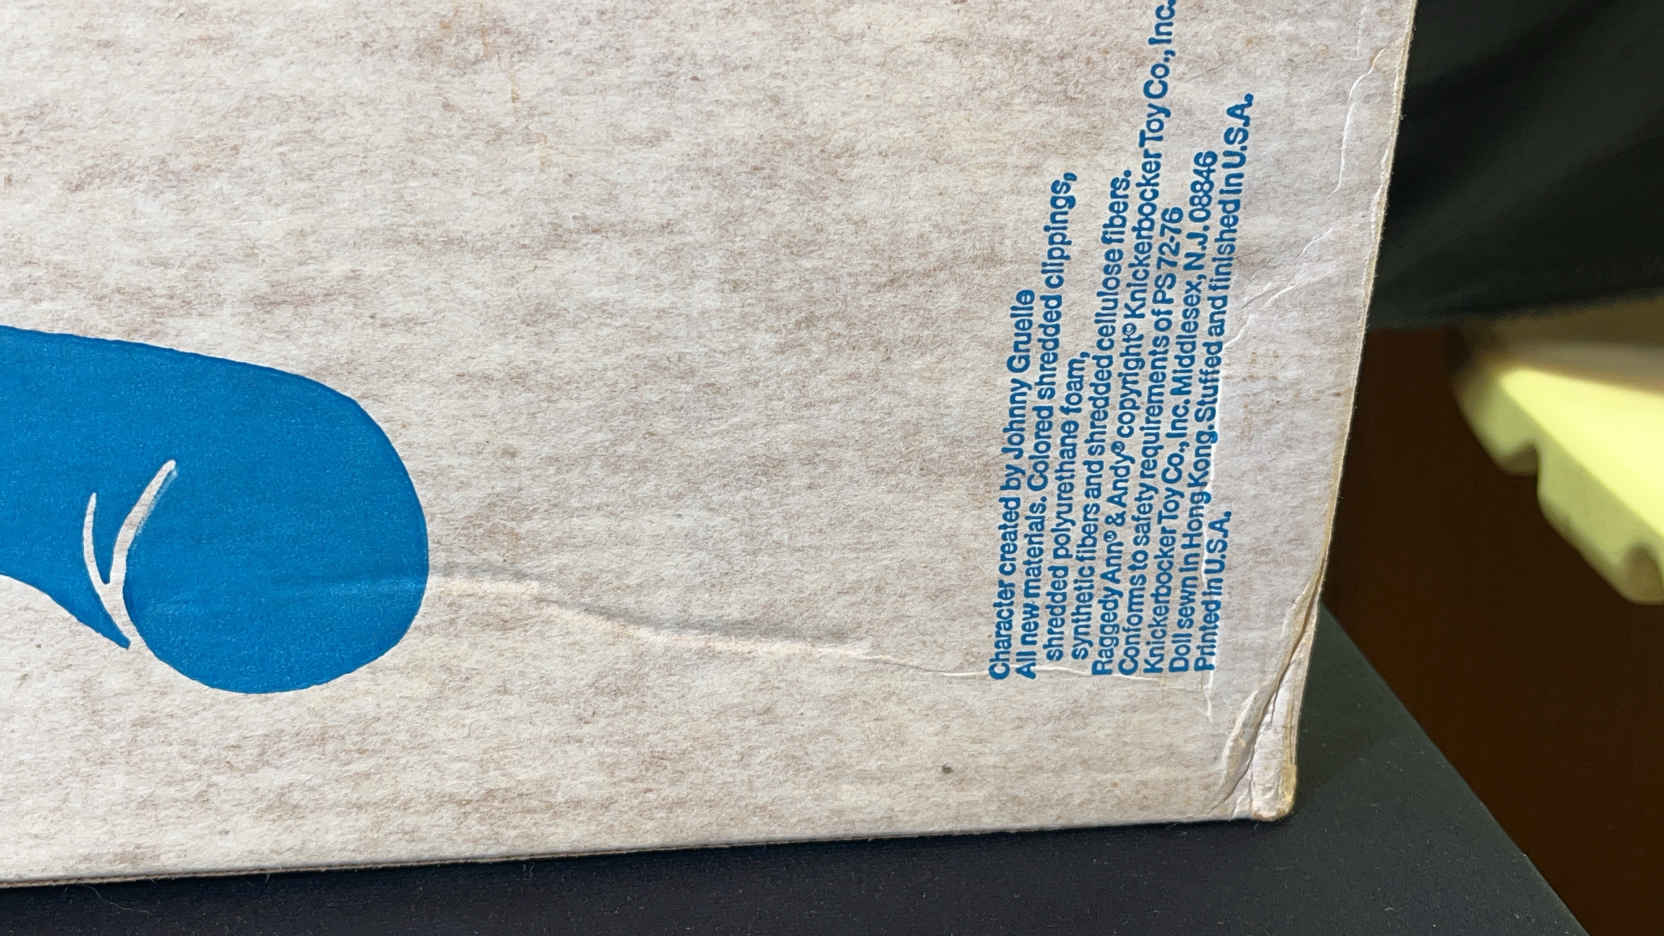 Character created by Johnny Gruelle
All new materials. Colored shredded shredded clippings,
shredded polyurethane foam,
synthetic fibers and shredded cellulose fibers.
Raggedy Ann® & Andy® copyright® Knickerbocker Toy Co., Inc.
Conforms to safety requirements of PS 72-76
Knickerbocker Toy Co., Inc. Middlesex, N.J. 08846
Doll sewn in Hong Kong. Stuffed and finished in U.S.A.
Printed in U.S.A.